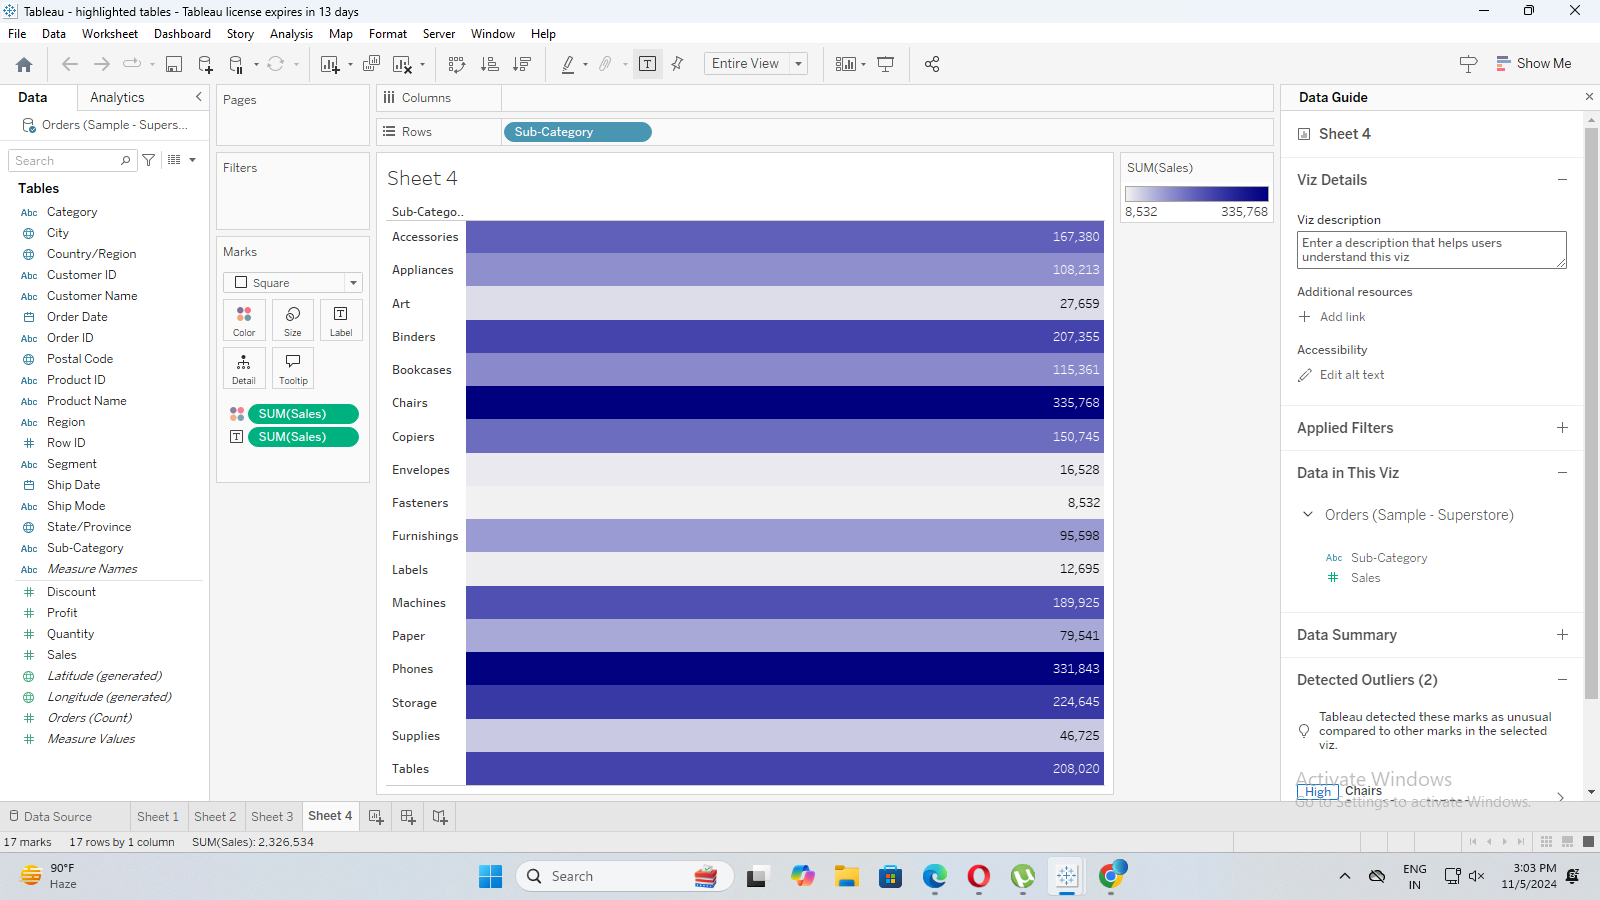 Tableau - highlighted tables - Tableau license expires in 13 days
File Data Worksheet Dashboard Story Analysis Map Format Server Window Help
Entire View
Show Me
Data Analytics
Orders (Sample - Supers...
Search
Tables
Abc Category
City
Country/Region
Abc Customer ID
Abc Customer Name
Order Date
Abc Order ID
Postal Code
Abc Product ID
Abc Product Name
Abc Region
Row ID
Abc Segment
Ship Date
Abc Ship Mode
State/Province
Abc Sub-Category
Abc Measure Names
Discount
Profit
Quantity
Sales
Latitude (generated)
Longitude (generated)
Orders (Count)
Measure Values
Pages
Filters
Marks
Square
Color Size Label
Detail Tooltip
SUM(Sales)
SUM(Sales)
Columns
Rows Sub-Category
Sheet 4
Sub-Catego..
Accessories 167,380
Appliances 108,213
Art 27,659
Binders 207,355
Bookcases 115,361
Chairs 335,768
Copiers 150,745
Envelopes 16,528
Fasteners 8,532
Furnishings 95,598
Labels 12,695
Machines 189,925
Paper 79,541
Phones 331,843
Storage 224,645
Supplies 46,725
Tables 208,020
SUM(Sales)
8,532 335,768
Data Guide
Sheet 4
Viz Details
Viz description
Enter a description that helps users
understand this viz
Additional resources
Add link
Accessibility
Edit alt text
Applied Filters
Data in This Viz
Orders (Sample - Superstore)
Abc Sub-Category
Sales
Data Summary
Detected Outliers (2)
Tableau detected these marks as unusual
compared to other marks in the selected
viz.
High Chairs
Activate Windows
Go to Settings to activate Windows.
Data Source Sheet 1 Sheet 2 Sheet 3 Sheet 4
17 marks 17 rows by 1 column SUM(Sales): 2,326,534
90°F
Haze
Search
ENG
IN
3:03 PM
11/5/2024